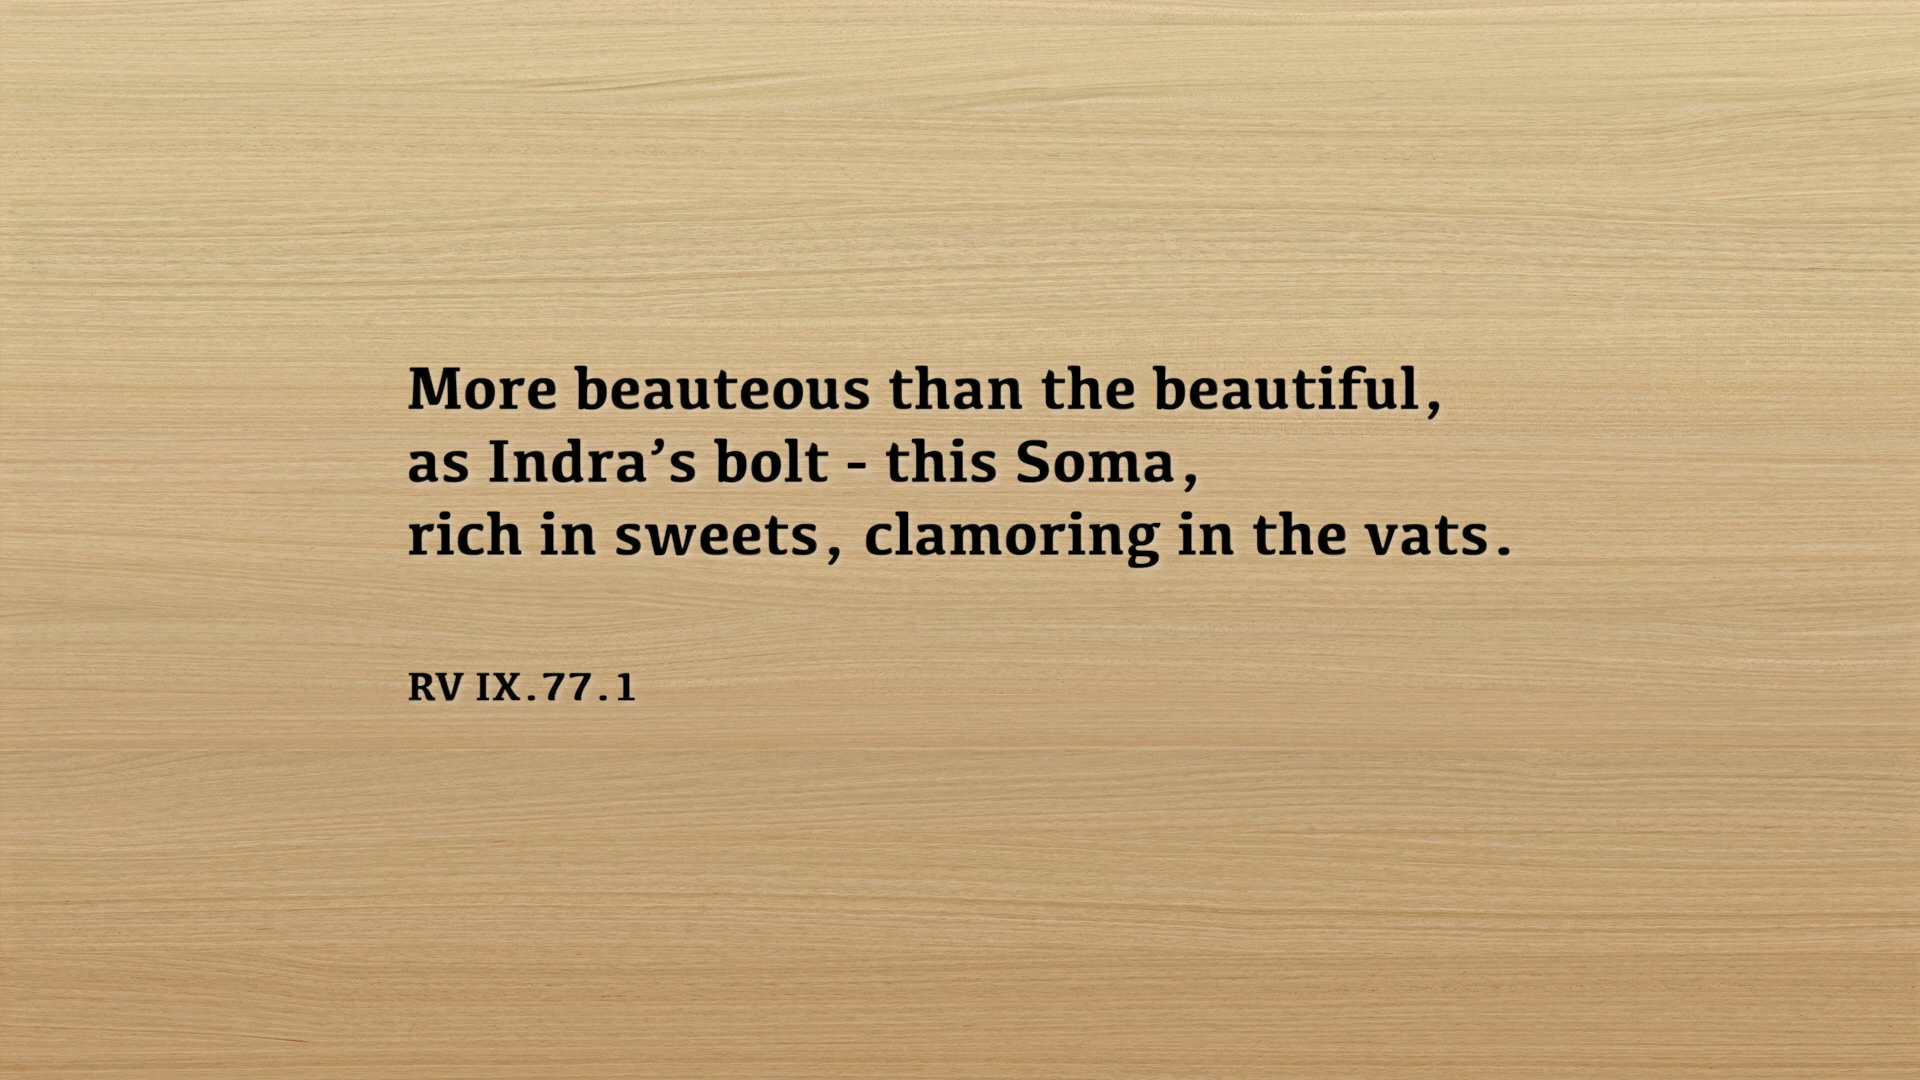 More beauteous than the beautiful,
as Indra’s bolt - this Soma,
rich in sweets, clamoring in the vats.
RV IX.77.1